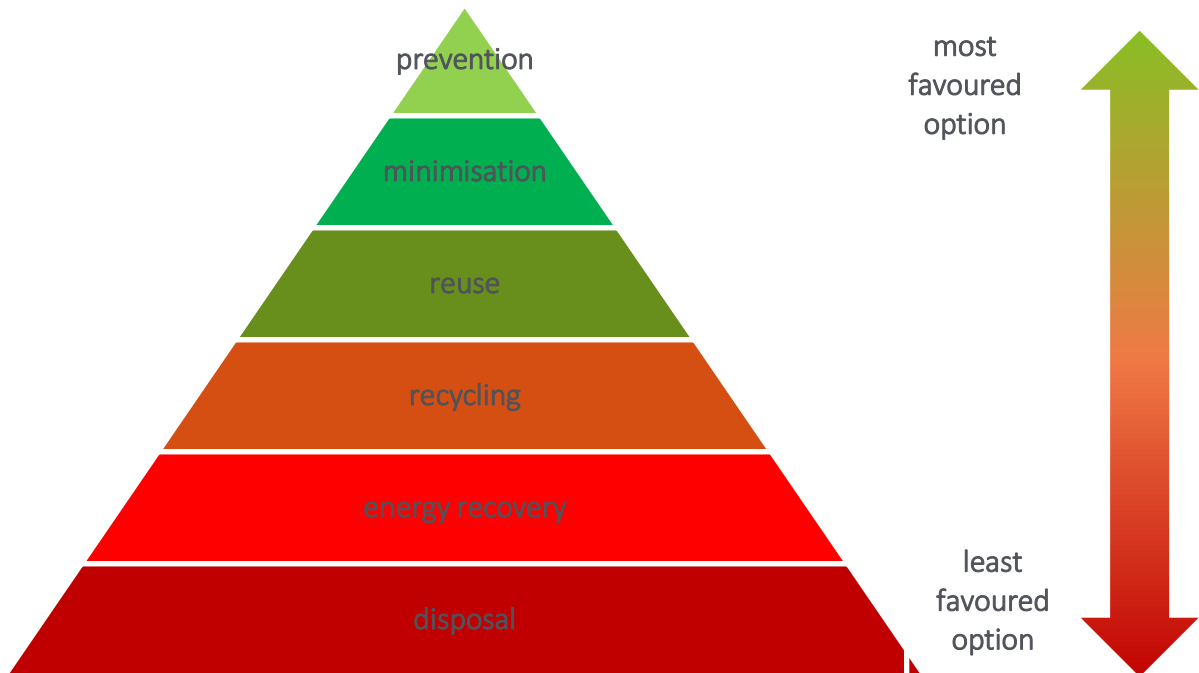 prevention
minimisation
reuse
recycling
energy recovery
disposal
most
favoured
option
least
favoured
option